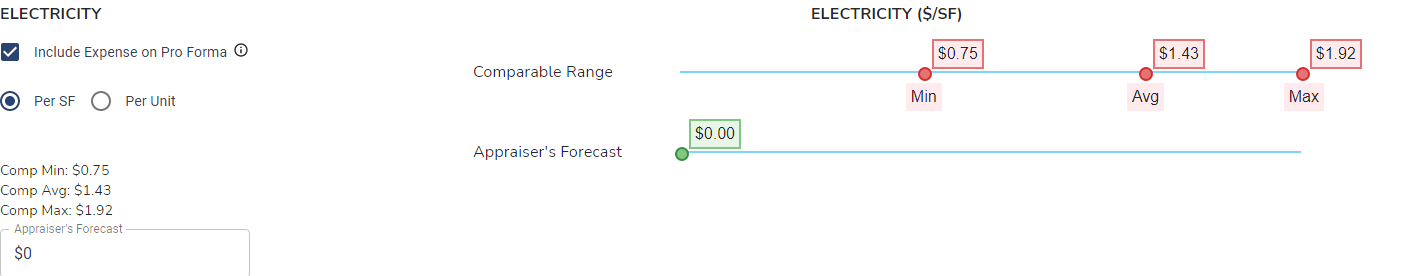 ELECTRICITY
Include Expense on Pro Forma
Per SF Per Unit
Comp Min: $0.75
Comp Avg: $1.43
Comp Max: $1.92
Appraiser's Forecast
$0
ELECTRICITY ($/SF)
Comparable Range
$0.75 $1.43 $1.92
Min Avg Max
Appraiser's Forecast
$0.00